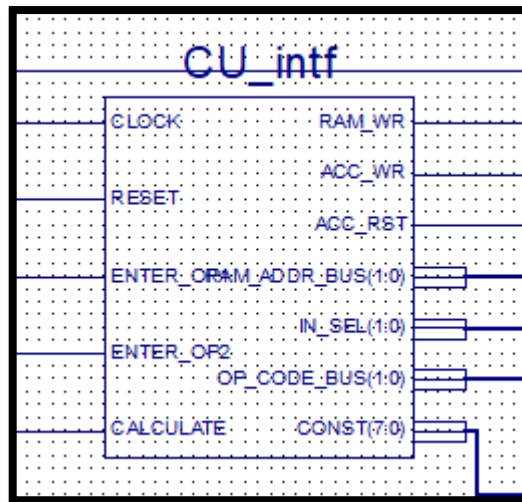 CU_intf
CLOCK RAM_WR
ACC_WR
RESET
ACC_RST
ENTER_OP1 RAM_ADDR_BUS(1:0)
IN_SEL(1:0)
ENTER_OP2
OP_CODE_BUS(1:0)
CALCULATE CONST(7:0)